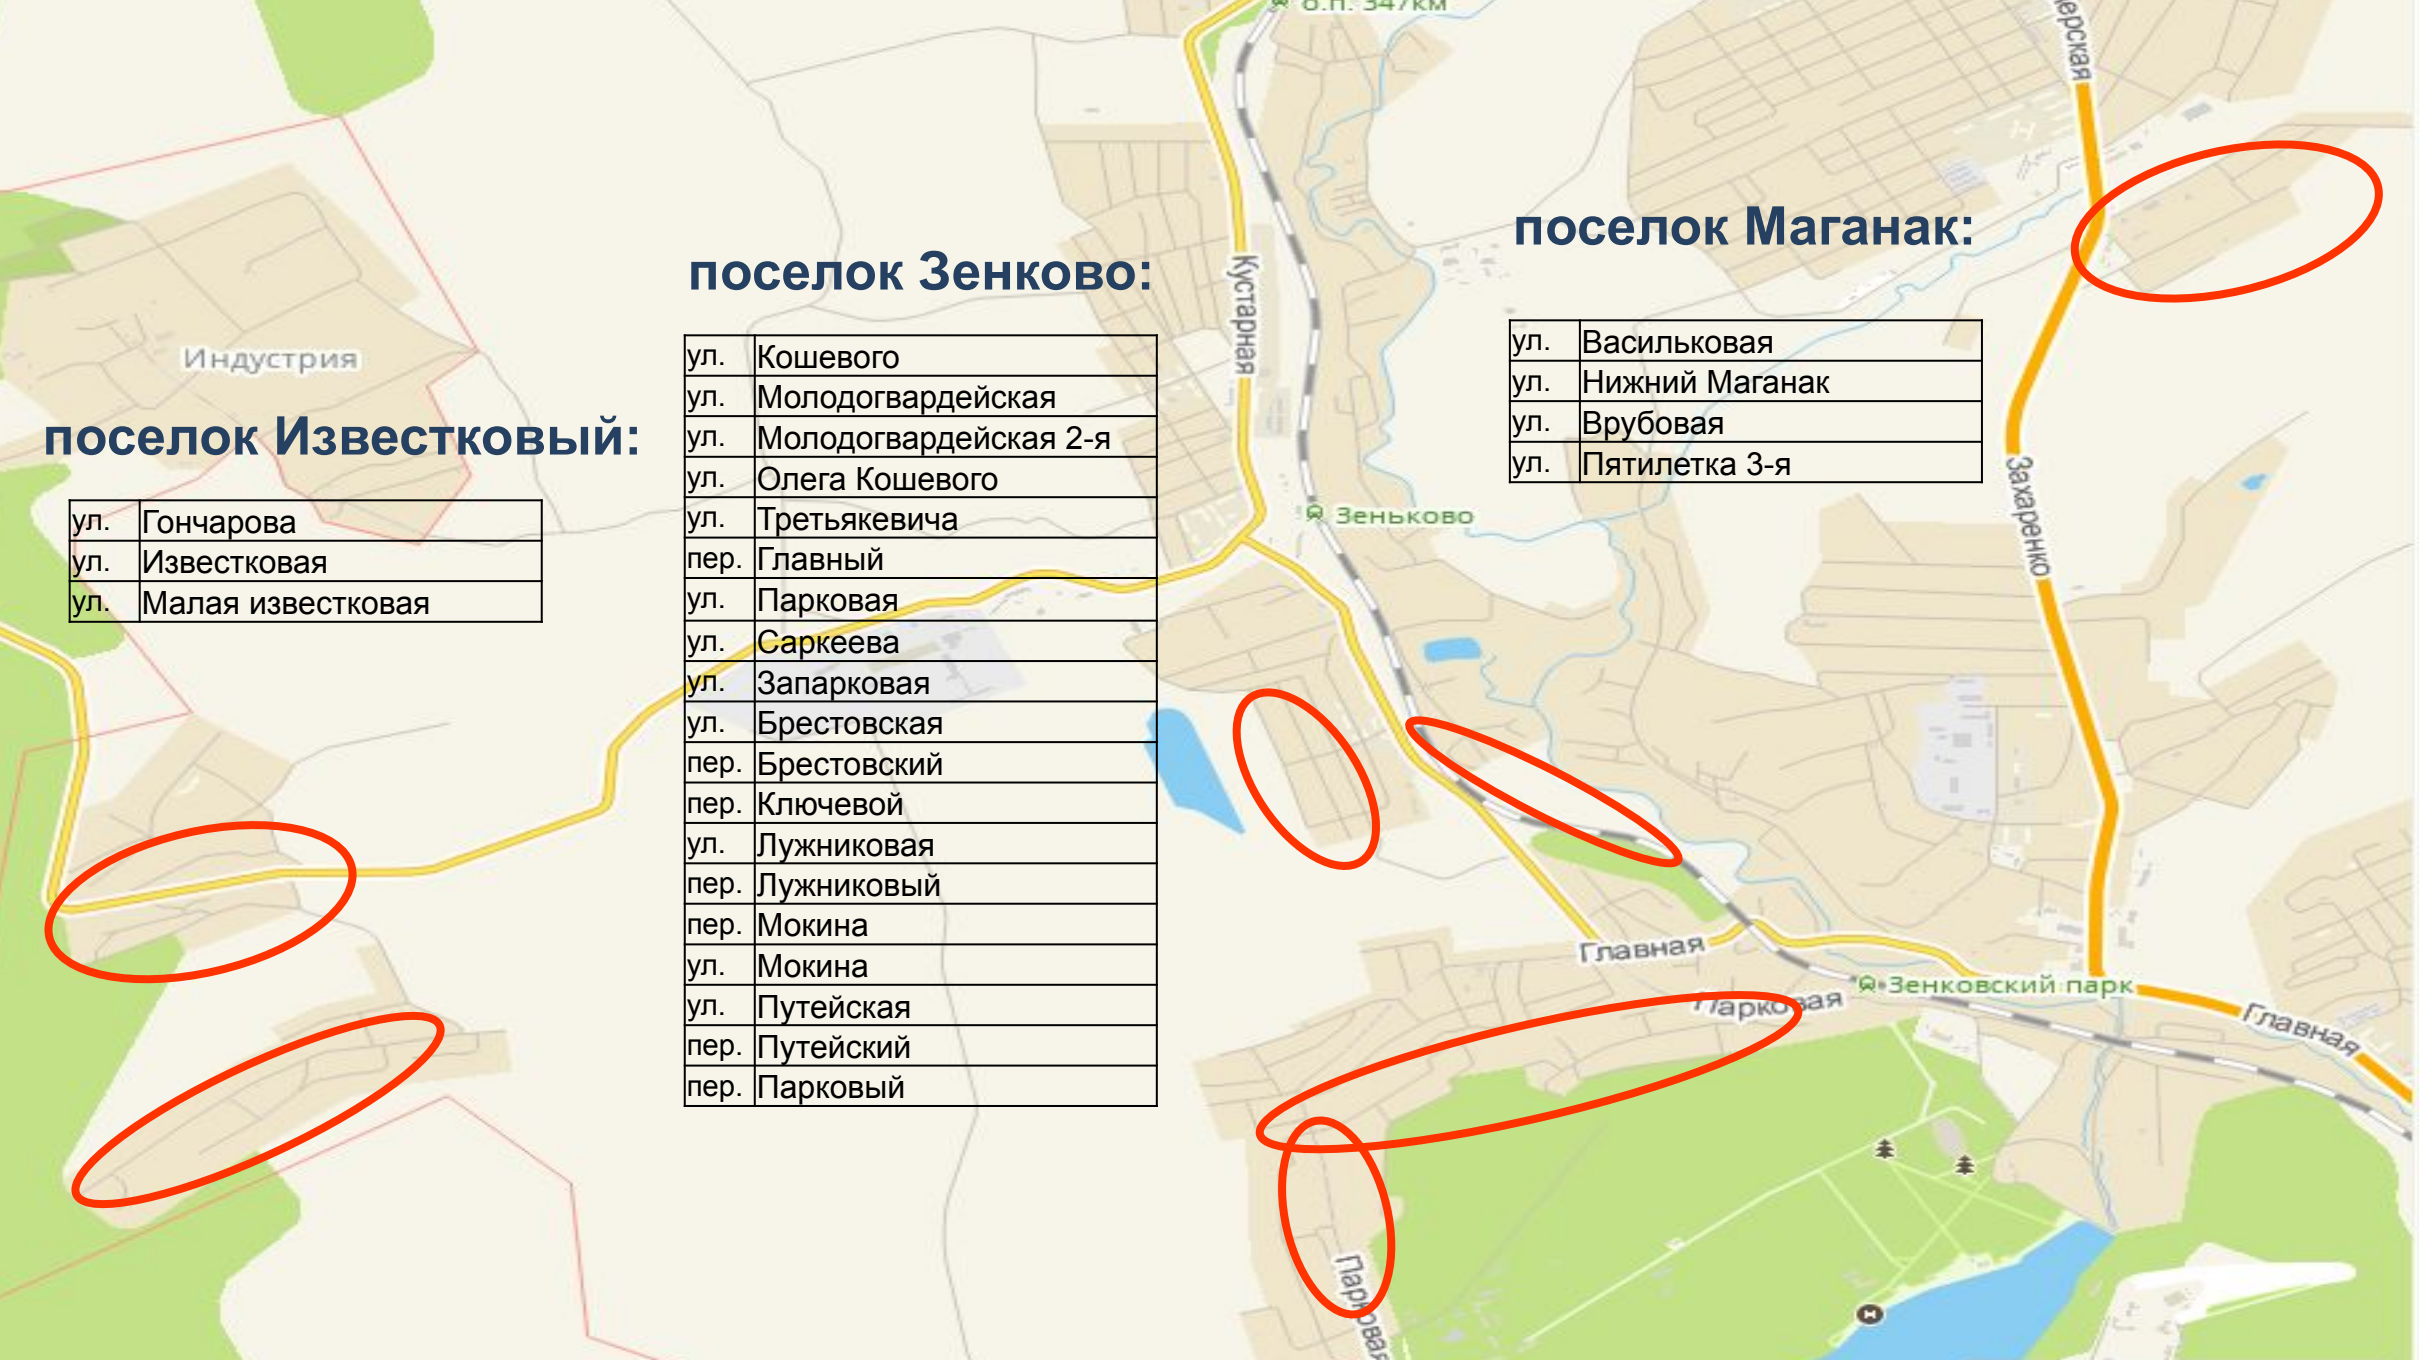 о.п. 347км
поселок Маганак:
ул. Васильковая
ул. Нижний Маганак
ул. Врубовая
ул. Пятилетка 3-я
поселок Зенково:
ул. Кошевого
ул. Молодогвардейская
ул. Молодогвардейская 2-я
ул. Олега Кошевого
ул. Третьякевича
пер. Главный
ул. Парковая
ул. Саркеева
ул. Запарковая
ул. Брестовская
пер. Брестовский
пер. Ключевой
ул. Лужниковая
пер. Лужниковый
пер. Мокина
ул. Мокина
ул. Путейская
пер. Путейский
пер. Парковый
Индустрия
поселок Известковый:
ул. Гончарова
ул. Известковая
ул. Малая известковая
Кустарная
Зеньково
Захаренко
Главная
Зенковский парк
Парковая
Главная
Парковая